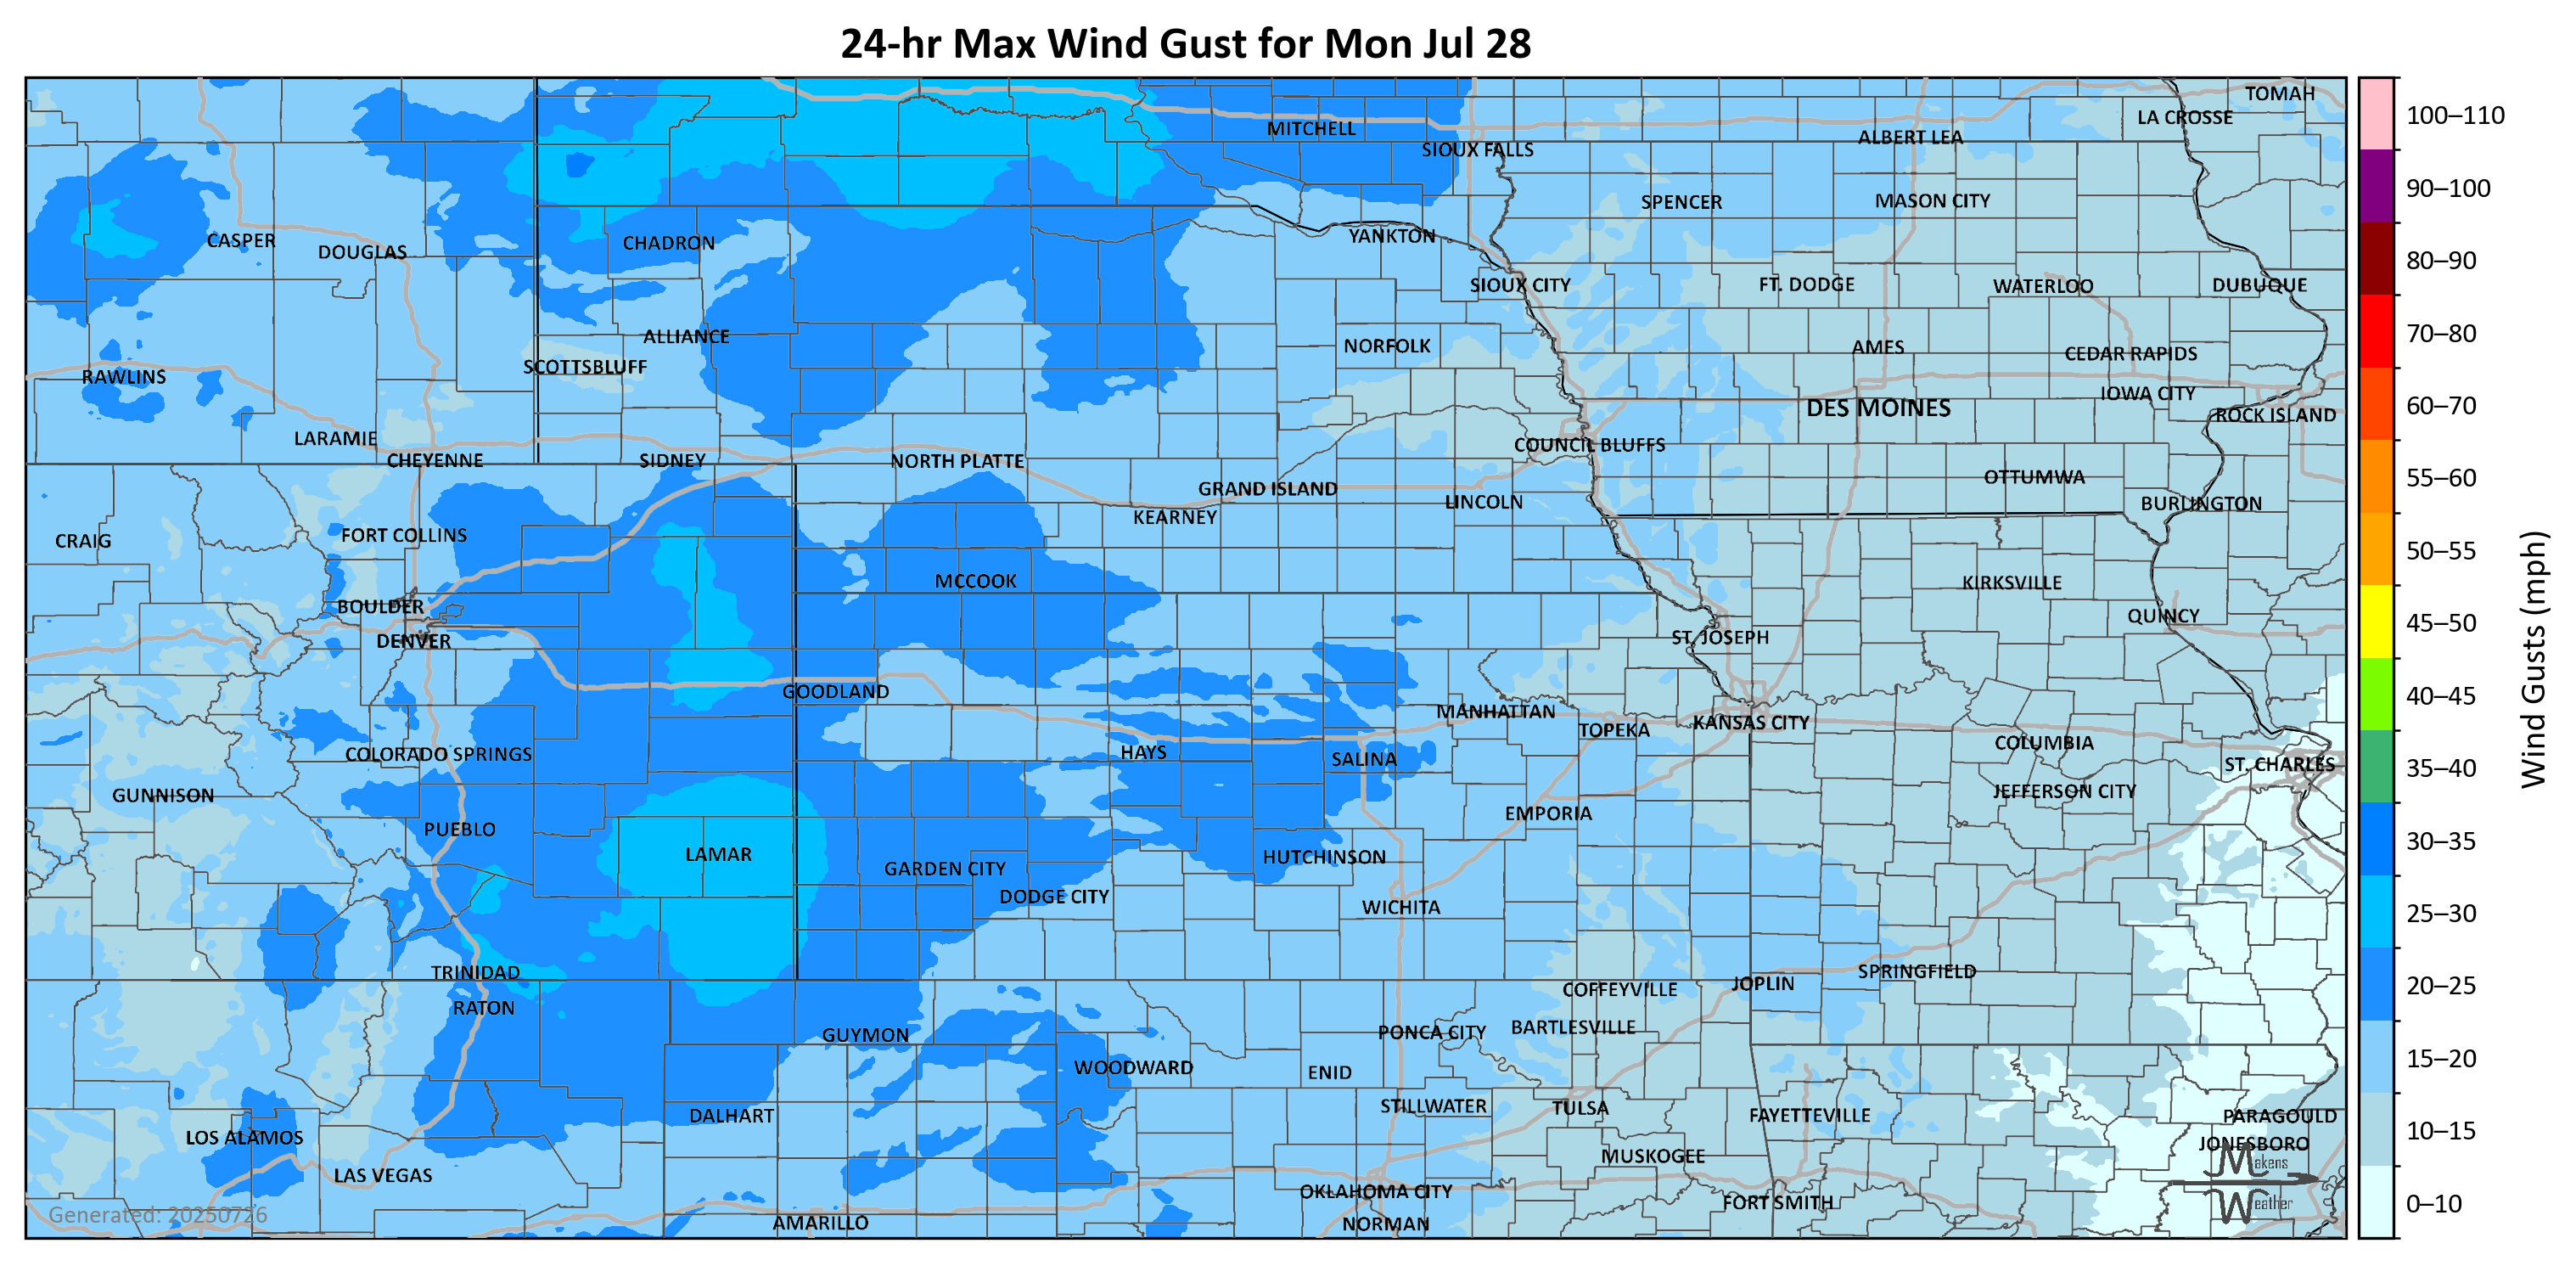 24-hr Max Wind Gust for Mon Jul 28
TOMAH
LA CROSSE
MITCHELL
ALBERT LEA
SIOUX FALLS
SPENCER
MASON CITY
CASPER
DOUGLAS
CHADRON
YANKTON
SIOUX CITY
FT. DODGE
WATERLOO
DUBUQUE
ALLIANCE
NORFOLK
AMES
CEDAR RAPIDS
SCOTTSBLUFF
RAWLINS
IOWA CITY
DES MOINES
ROCK ISLAND
LARAMIE
COUNCIL BLUFFS
CHEYENNE
SIDNEY
NORTH PLATTE
OTTUMWA
GRAND ISLAND
LINCOLN
BURLINGTON
KEARNEY
CRAIG
FORT COLLINS
MCCOOK
KIRKSVILLE
BOULDER
QUINCY
DENVER
ST. JOSEPH
GOODLAND
MANHATTAN
TOPEKA
KANSAS CITY
COLORADO SPRINGS
HAYS
SALINA
COLUMBIA
ST. CHARLES
GUNNISON
JEFFERSON CITY
PUEBLO
EMPORIA
LAMAR
GARDEN CITY
HUTCHINSON
DODGE CITY
WICHITA
TRINIDAD
SPRINGFIELD
JOPLIN
RATON
COFFEYVILLE
GUYMON
PONCA CITY
BARTLESVILLE
WOODWARD
ENID
DALHART
STILLWATER
TULSA
FAYETTEVILLE
PARAGOULD
LOS ALAMOS
JONESBORO
LAS VEGAS
MUSKOGEE
OKLAHOMA CITY
FORT SMITH
AMARILLO
NORMAN
Generated: 20250726
Makens
Weather
100–110
90–100
80–90
70–80
60–70
55–60
50–55
45–50
40–45
35–40
30–35
25–30
20–25
15–20
10–15
0–10
Wind Gusts (mph)